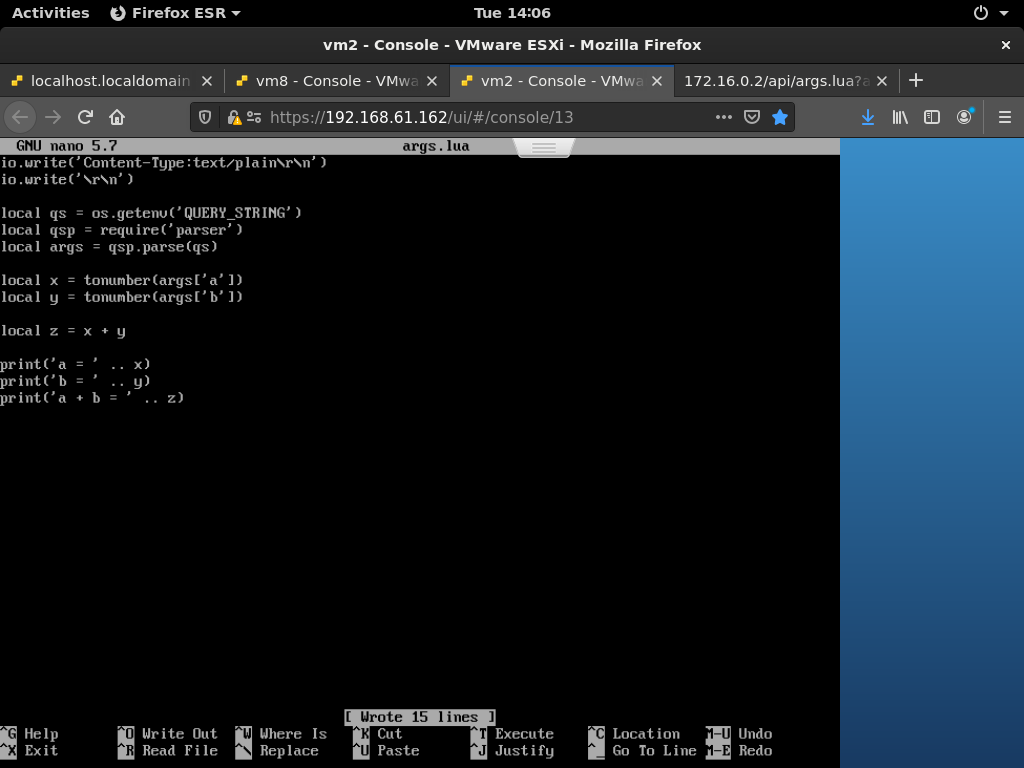 Activities Firefox ESR Tue 14:06
vm2 - Console - VMware ESXi - Mozilla Firefox
localhost.localdomain vm8 - Console - VMwa vm2 - Console - VMwa 172.16.0.2/api/args.lua?a
https://192.168.61.162/ui/#/console/13
GNU nano 5.7 args.lua
io.write('Content-Type:text/plain\r\n')
io.write('\r\n')
local qs = os.getenv('QUERY_STRING')
local qsp = require('parser')
local args = qsp.parse(qs)
local x = tonumber(args['a'])
local y = tonumber(args['b'])
local z = x + y
print('a = ' .. x)
print('b = ' .. y)
print('a + b = ' .. z)
[ Wrote 15 lines ]
^G Help ^O Write Out ^W Where Is ^K Cut ^T Execute ^C Location M-U Undo
^X Exit ^R Read File ^\ Replace ^U Paste ^J Justify ^_ Go To Line M-E Redo